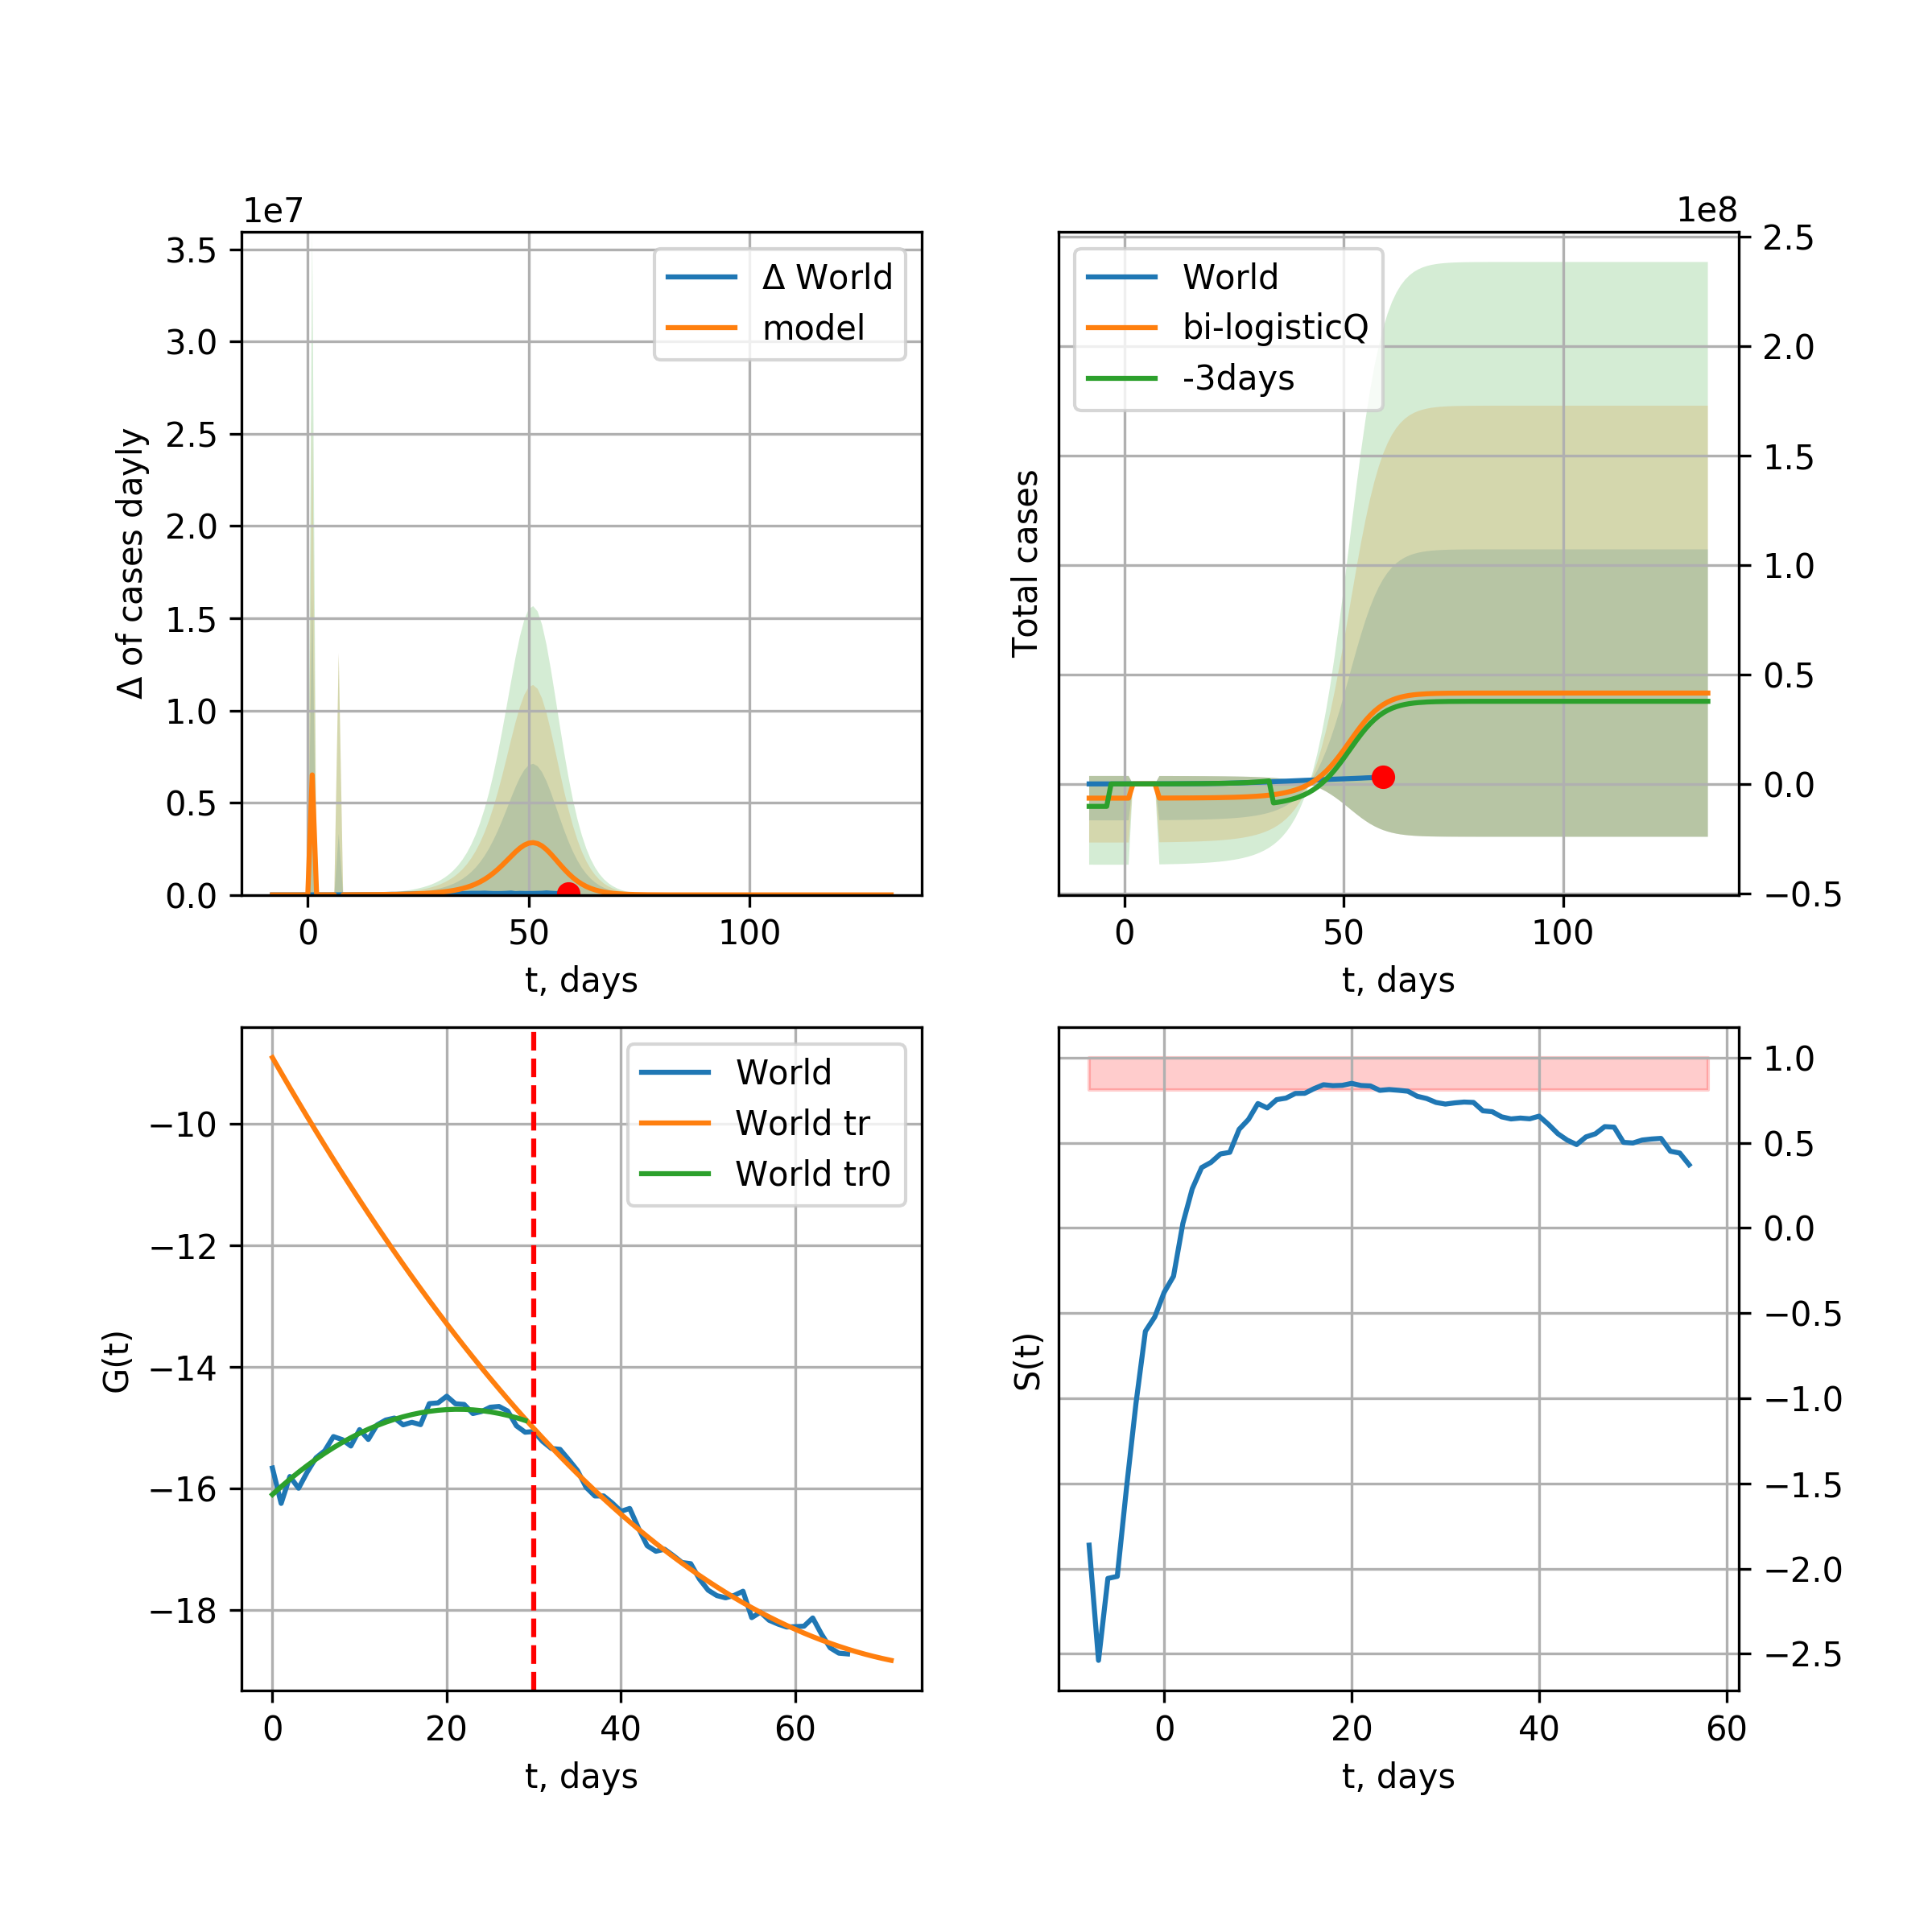 1e7
3.5
3.0
2.5
2.0
1.5
1.0
0.5
0.0
Δ of cases dayly
Δ World
model
0
50
100
t, days
1e8
2.5
2.0
1.5
1.0
0.5
0.0
−0.5
Total cases
World
bi-logisticQ
-3days
0
50
100
t, days
−10
−12
−14
−16
−18
G(t)
World
World tr
World tr0
0
20
40
60
t, days
1.0
0.5
0.0
−0.5
−1.0
−1.5
−2.0
−2.5
S(t)
0
20
40
60
t, days